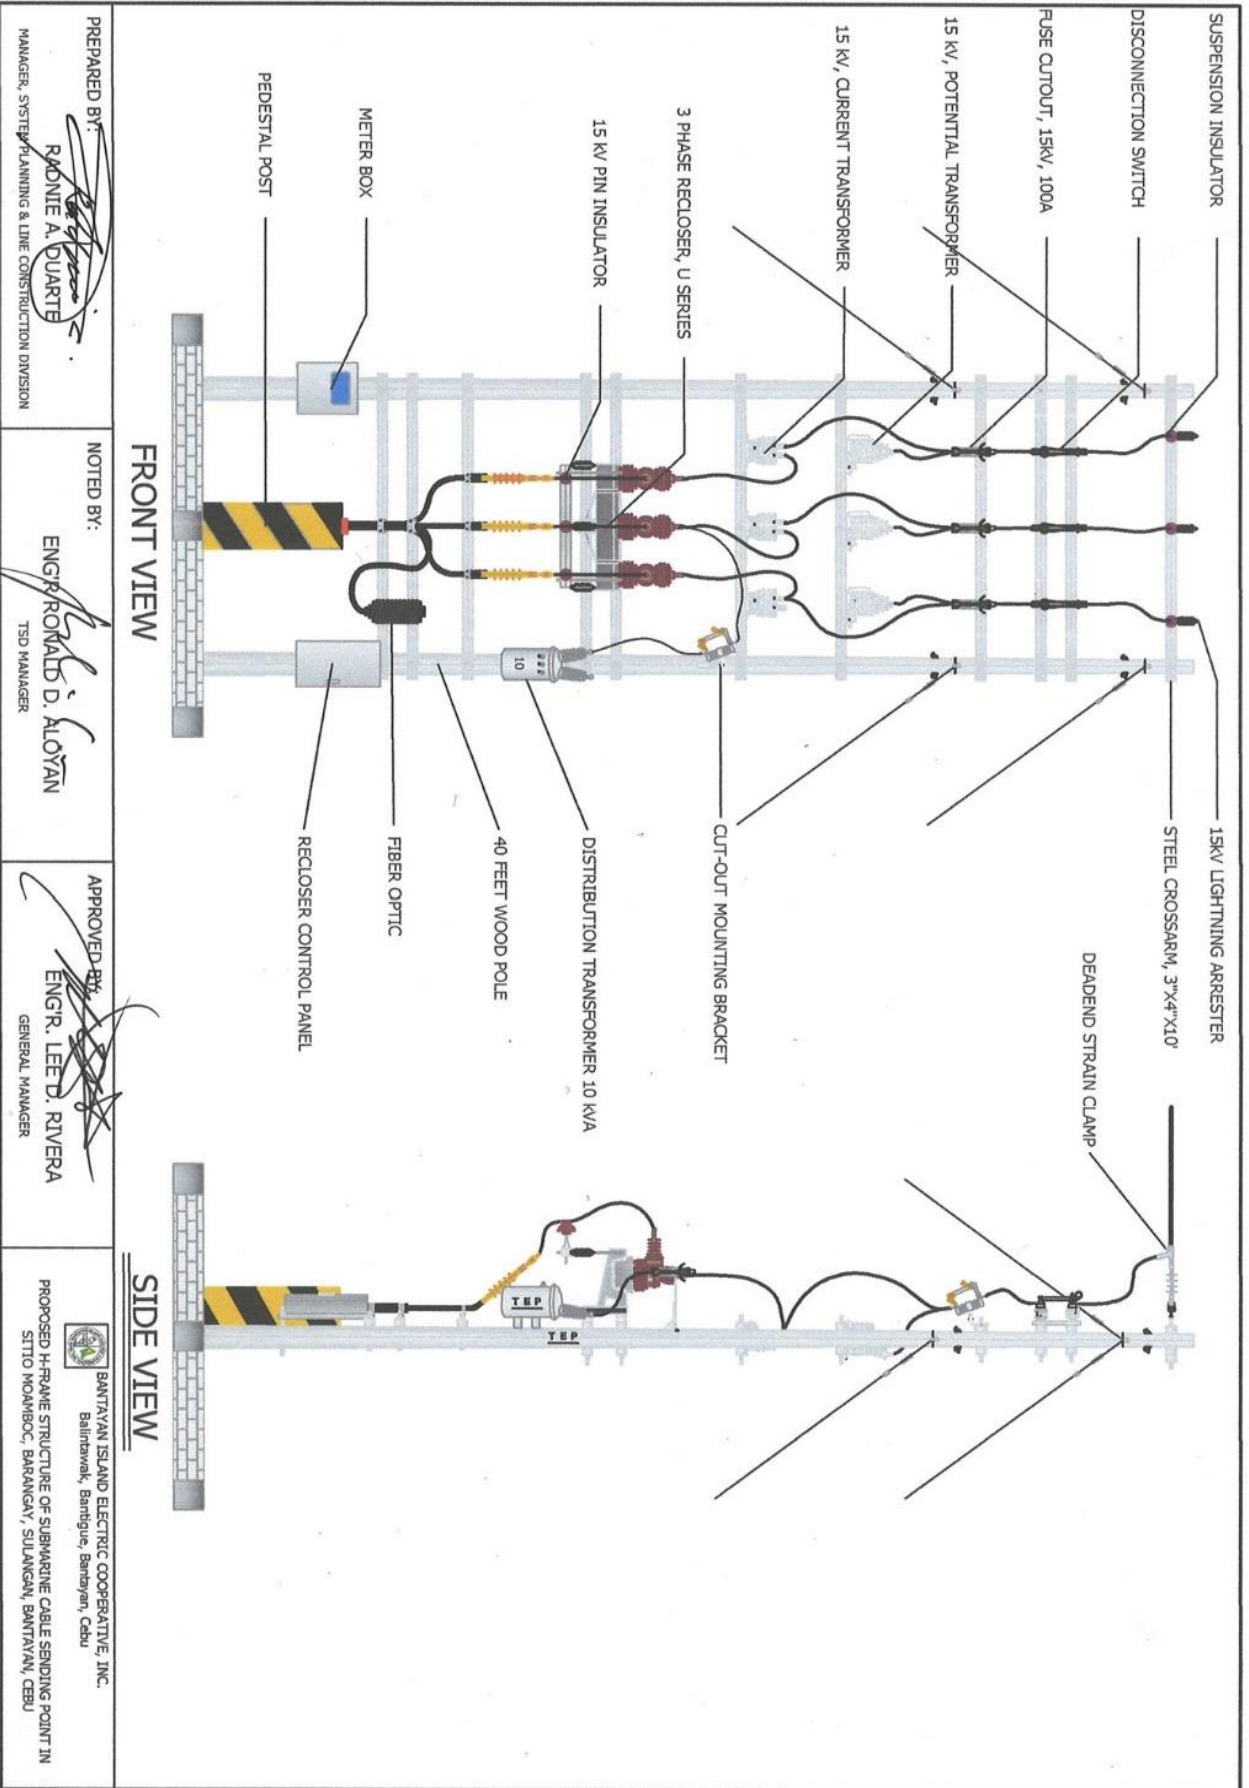 SUSPENSION INSULATOR
DISCONNECTION SWITCH
FUSE CUTOUT, 15kV, 100A
15 kV, POTENTIAL TRANSFORMER
15 kV, CURRENT TRANSFORMER
3 PHASE RECLOSER, U SERIES
15 kV PIN INSULATOR
METER BOX
PEDESTAL POST
15kV LIGHTNING ARRESTER
STEEL CROSSARM, 3"X4"X10'
CUT-OUT MOUNTING BRACKET
DISTRIBUTION TRANSFORMER 10 kVA
40 FEET WOOD POLE
FIBER OPTIC
RECLOSER CONTROL PANEL
10
FRONT VIEW
DEADEND STRAIN CLAMP
TEP
TEP
SIDE VIEW
PREPARED BY:
RADNIE A. DUARTE
MANAGER, SYSTEM PLANNING & LINE CONSTRUCTION DIVISION
NOTED BY:
ENG'R RONALD D. ALOYAN
TSD MANAGER
APPROVED BY:
ENG'R. LEE D. RIVERA
GENERAL MANAGER
BANTAYAN ISLAND ELECTRIC COOPERATIVE, INC.
Balintawak, Bantigue, Bantayan, Cebu
PROPOSED H-FRAME STRUCTURE OF SUBMARINE CABLE SENDING POINT IN
SITIO MOAMBOC, BARANGAY, SULANGAN, BANTAYAN, CEBU